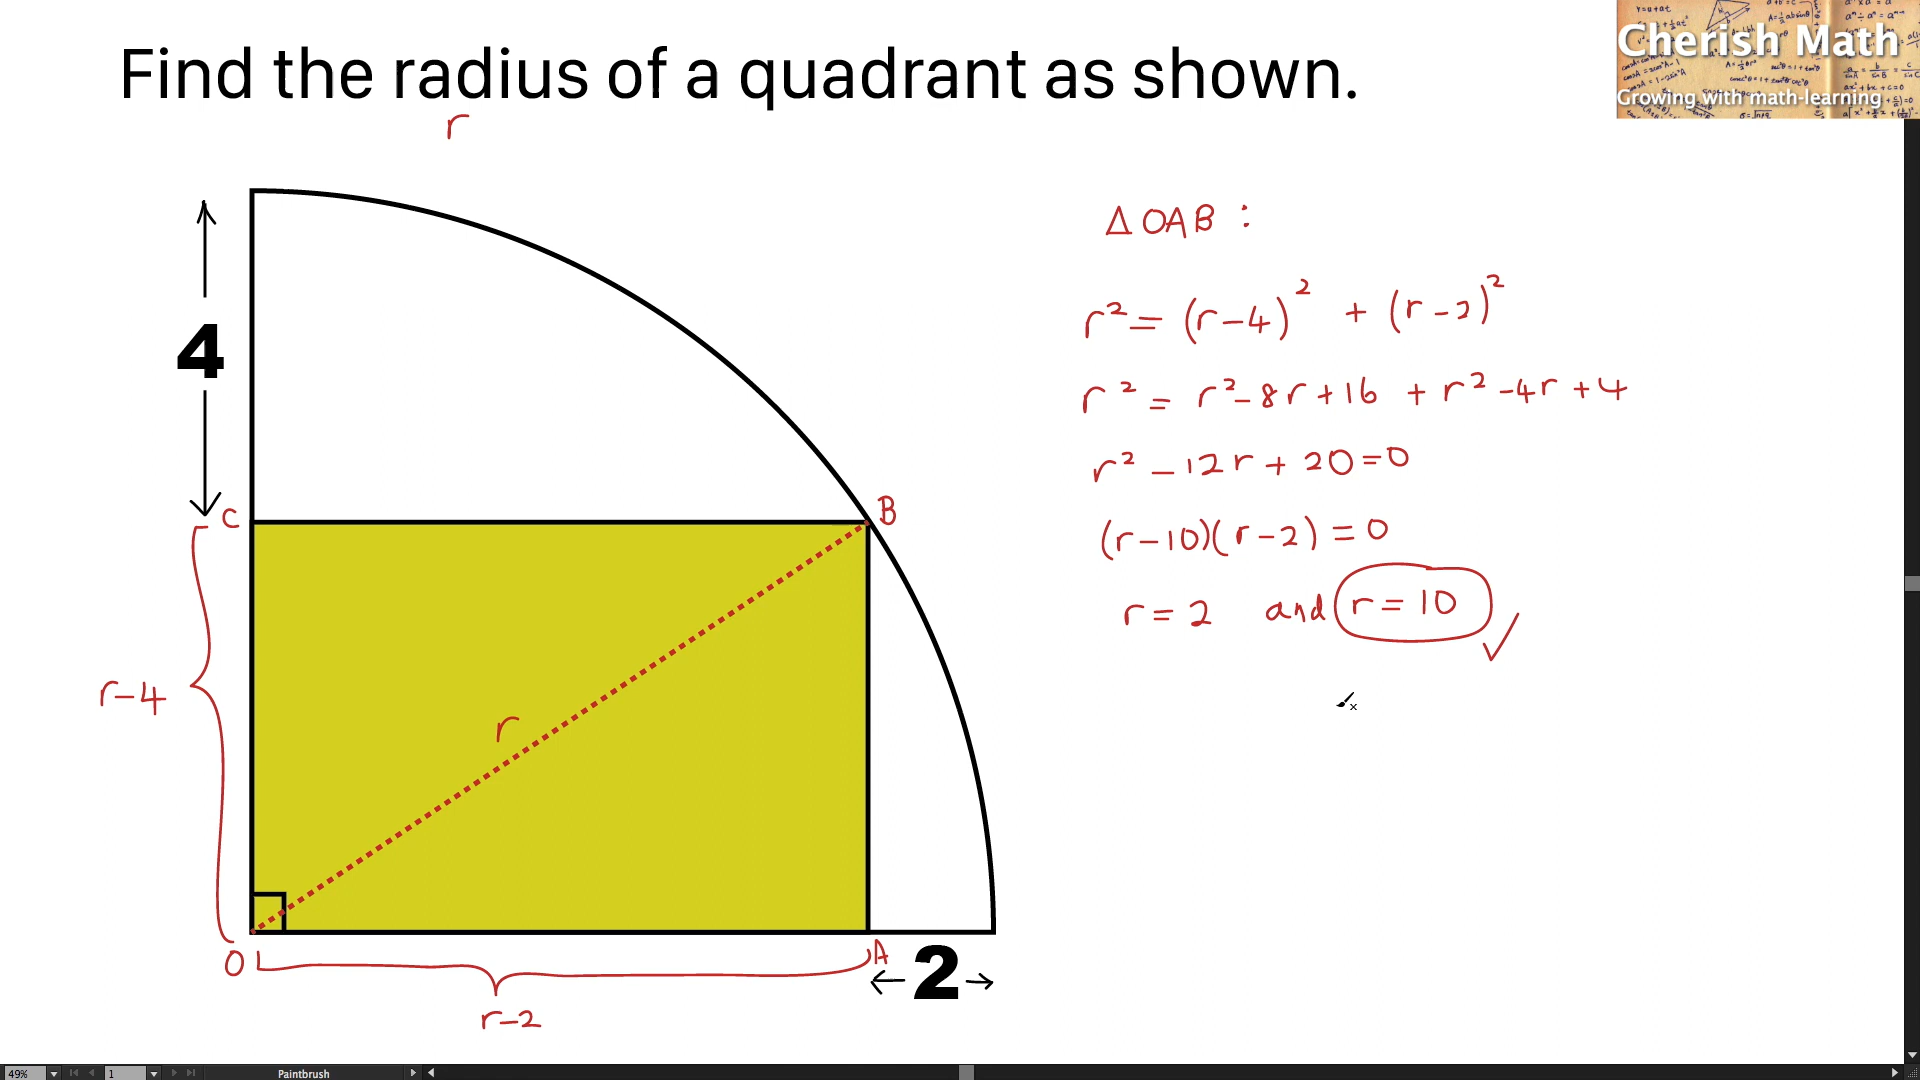 Find the radius of a quadrant as shown.
Cherish Math
Growing with math-learning
r
4
C
B
r-4
r
O
A
2
r-2
Δ OAB :
r² = (r-4)² + (r-2)²
r² = r²-8r+16 + r²-4r+4
r² - 12r + 20 = 0
(r-10)(r-2) = 0
r = 2 and r = 10
49%
1
Paintbrush